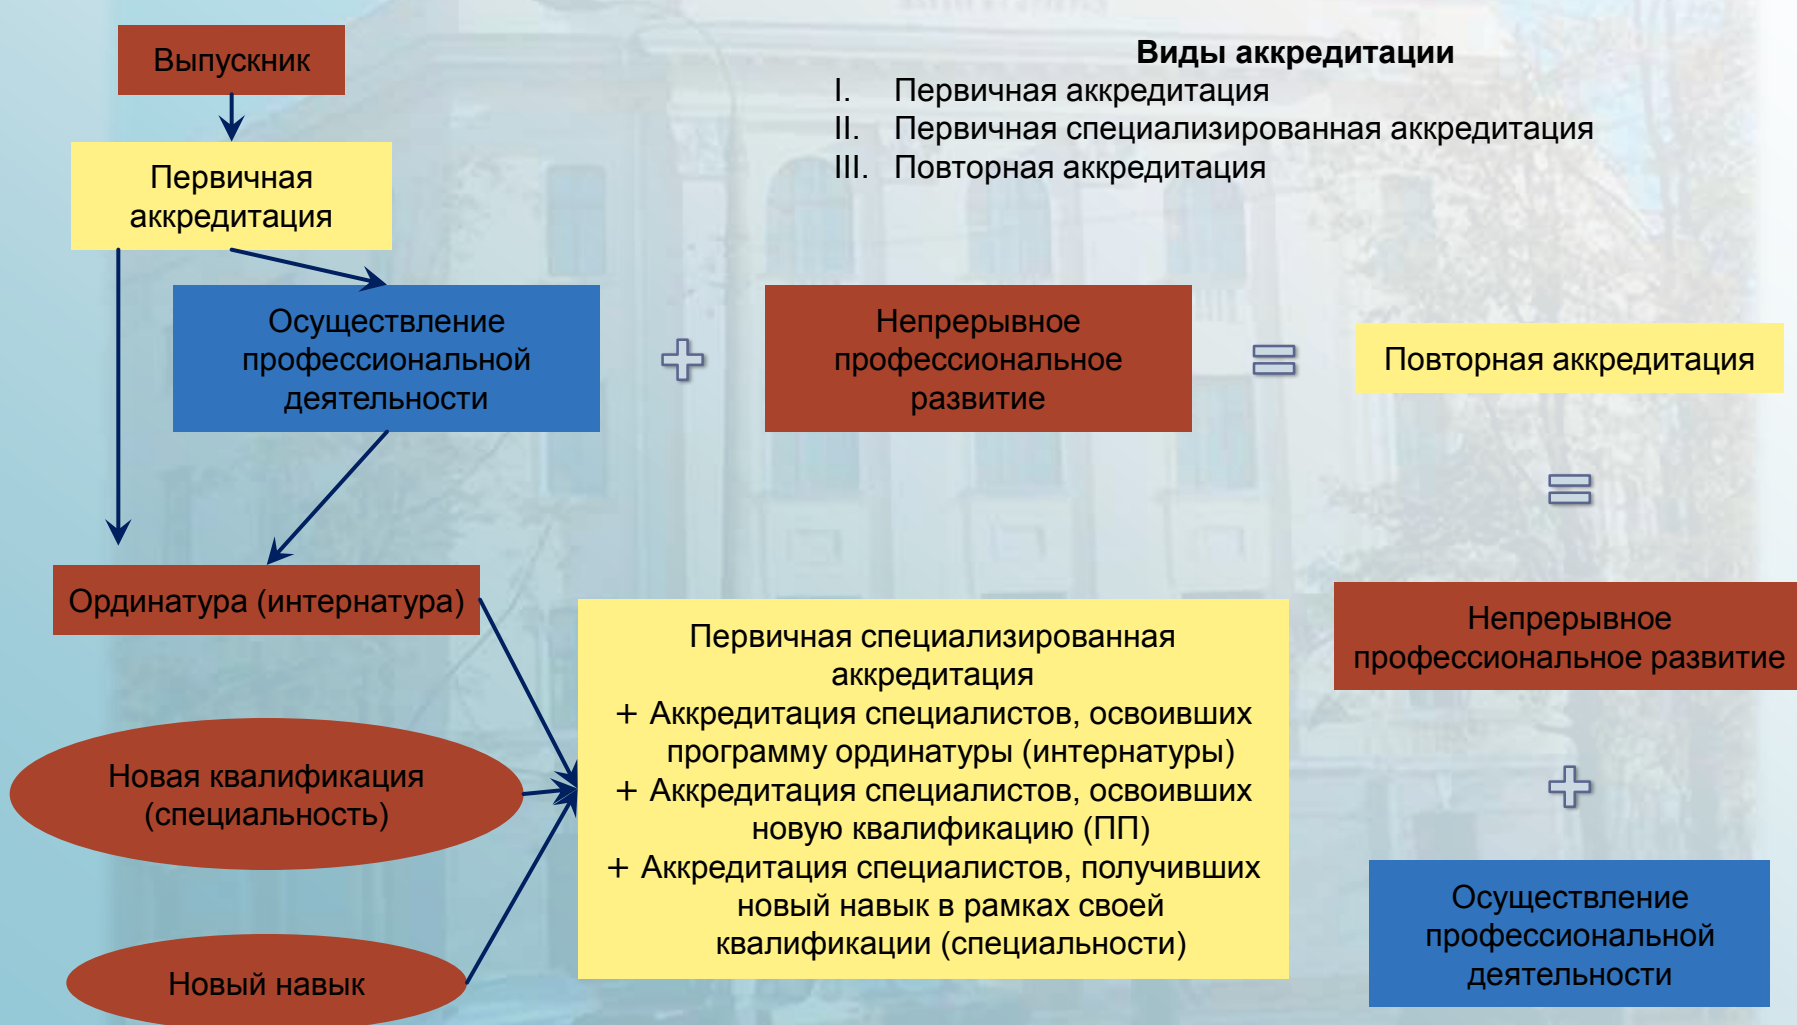 Выпускник
Виды аккредитации
I. Первичная аккредитация
II. Первичная специализированная аккредитация
III. Повторная аккредитация
Первичная
аккредитация
Осуществление
профессиональной
деятельности
Непрерывное
профессиональное
развитие
Повторная аккредитация
Ординатура (интернатура)
Первичная специализированная
аккредитация
+ Аккредитация специалистов, освоивших
программу ординатуры (интернатуры)
+ Аккредитация специалистов, освоивших
новую квалификацию (ПП)
+ Аккредитация специалистов, получивших
новый навык в рамках своей
квалификации (специальности)
Непрерывное
профессиональное развитие
Новая квалификация
(специальность)
Новый навык
Осуществление
профессиональной
деятельности